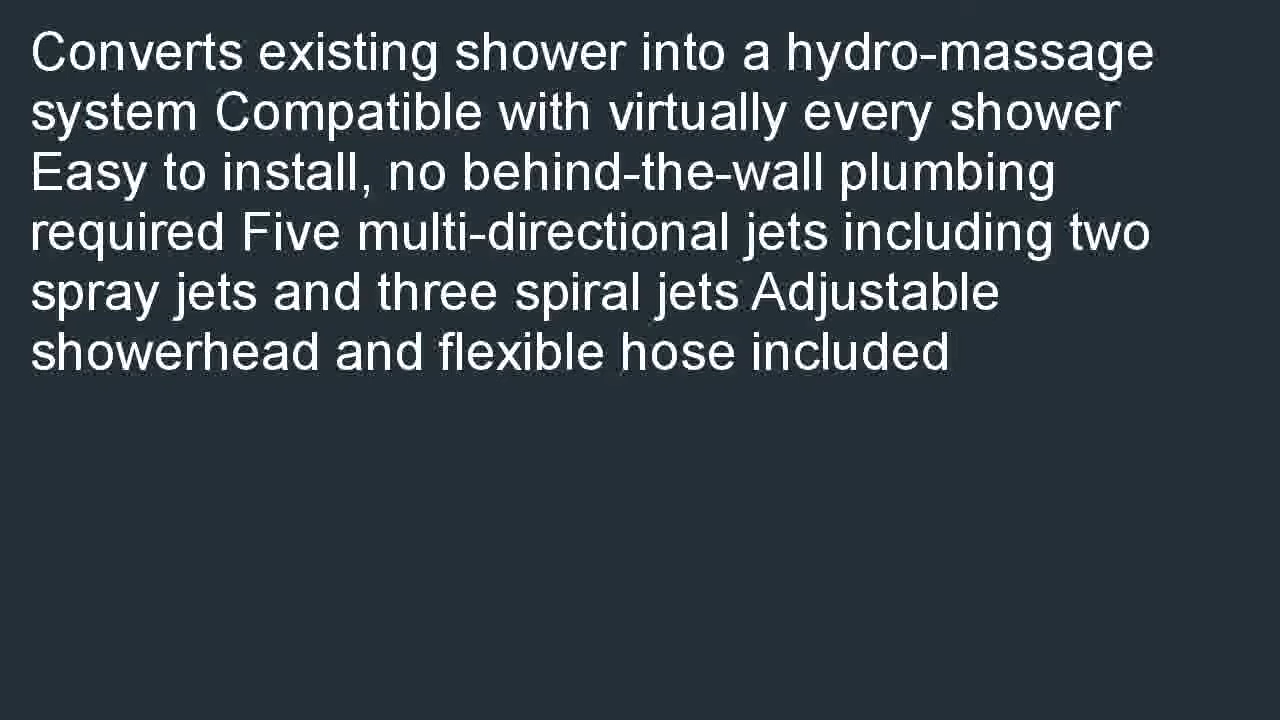 Converts existing shower into a hydro-massage
system Compatible with virtually every shower
Easy to install, no behind-the-wall plumbing
required Five multi-directional jets including two
spray jets and three spiral jets Adjustable
showerhead and flexible hose included